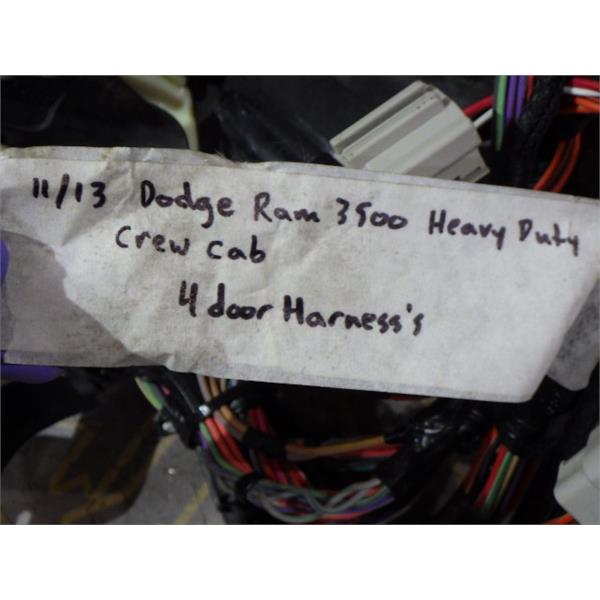 11/13 Dodge Ram 3500 Heavy Duty
Crew cab
4 door Harness's